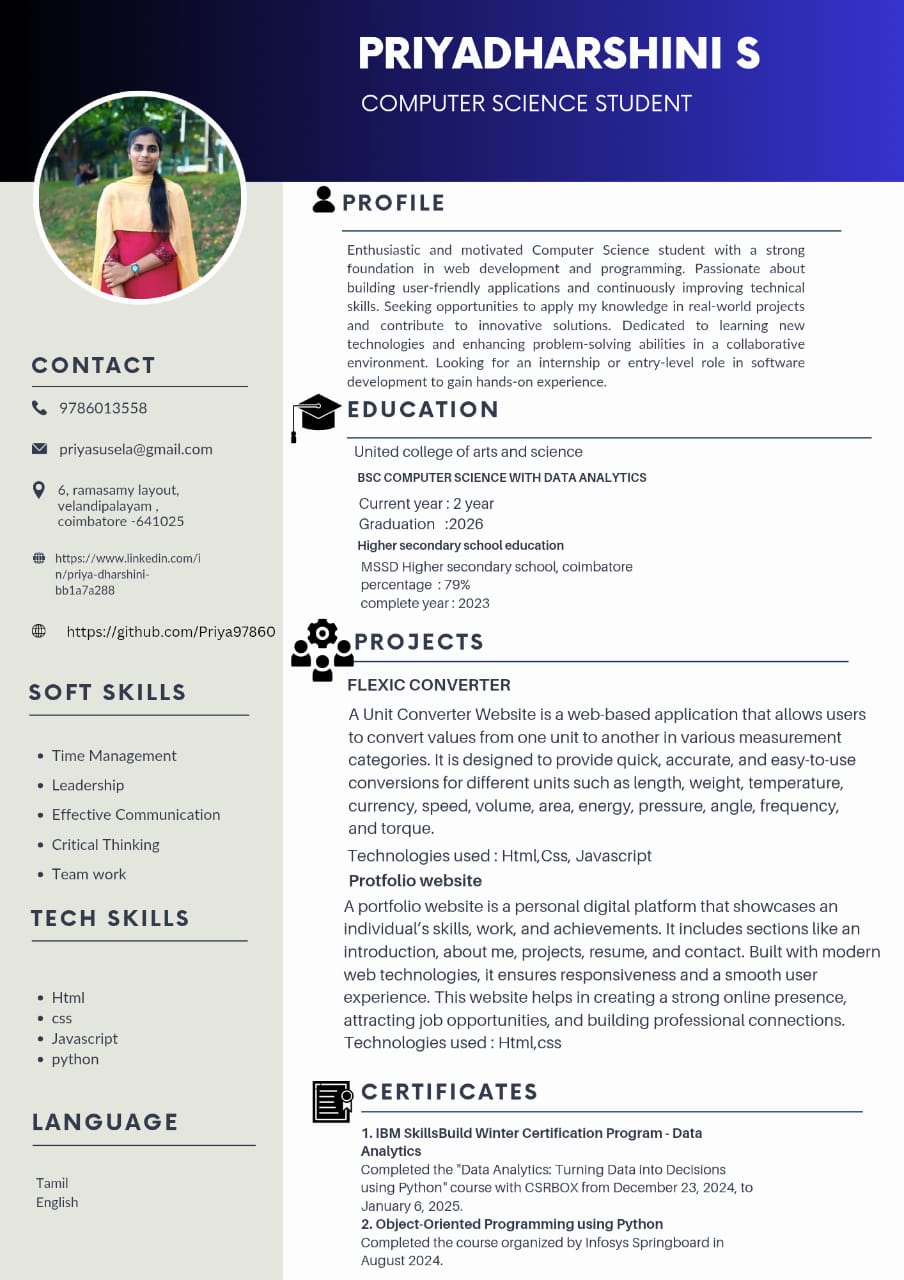 PRIYADHARSHINI S
COMPUTER SCIENCE STUDENT
CONTACT
9786013558
priyasusela@gmail.com
6, ramasamy layout,
velandipalayam ,
coimbatore -641025
https://www.linkedin.com/i
n/priya-dharshini-
bb1a7a288
https://github.com/Priya97860
SOFT SKILLS
• Time Management
• Leadership
• Effective Communication
• Critical Thinking
• Team work
TECH SKILLS
• Html
• css
• Javascript
• python
LANGUAGE
Tamil
English
PROFILE
Enthusiastic and motivated Computer Science student with a strong
foundation in web development and programming. Passionate about
building user-friendly applications and continuously improving technical
skills. Seeking opportunities to apply my knowledge in real-world projects
and contribute to innovative solutions. Dedicated to learning new
technologies and enhancing problem-solving abilities in a collaborative
environment. Looking for an internship or entry-level role in software
development to gain hands-on experience.
EDUCATION
United college of arts and science
BSC COMPUTER SCIENCE WITH DATA ANALYTICS
Current year : 2 year
Graduation :2026
Higher secondary school education
MSSD Higher secondary school, coimbatore
percentage : 79%
complete year : 2023
PROJECTS
FLEXIC CONVERTER
A Unit Converter Website is a web-based application that allows users
to convert values from one unit to another in various measurement
categories. It is designed to provide quick, accurate, and easy-to-use
conversions for different units such as length, weight, temperature,
currency, speed, volume, area, energy, pressure, angle, frequency,
and torque.
Technologies used : Html,Css, Javascript
Protfolio website
A portfolio website is a personal digital platform that showcases an
individual’s skills, work, and achievements. It includes sections like an
introduction, about me, projects, resume, and contact. Built with modern
web technologies, it ensures responsiveness and a smooth user
experience. This website helps in creating a strong online presence,
attracting job opportunities, and building professional connections.
Technologies used : Html,css
CERTIFICATES
1. IBM SkillsBuild Winter Certification Program - Data
Analytics
Completed the "Data Analytics: Turning Data into Decisions
using Python" course with CSRBOX from December 23, 2024, to
January 6, 2025.
2. Object-Oriented Programming using Python
Completed the course organized by Infosys Springboard in
August 2024.